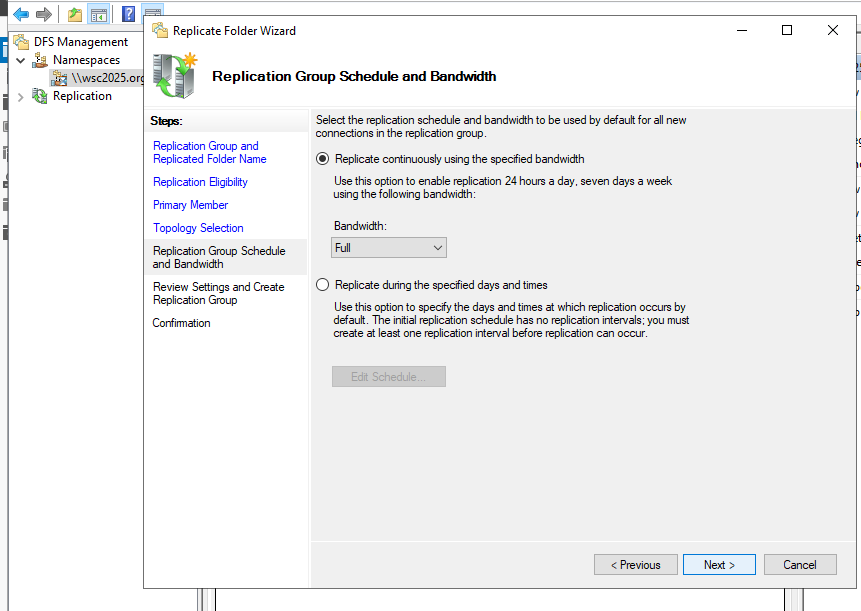 Replicate Folder Wizard
DFS Management
Namespaces
\\wsc2025.org
Replication
Replication Group Schedule and Bandwidth
Steps:
Replication Group and
Replicated Folder Name
Replication Eligibility
Primary Member
Topology Selection
Replication Group Schedule
and Bandwidth
Review Settings and Create
Replication Group
Confirmation
Select the replication schedule and bandwidth to be used by default for all new
connections in the replication group.
Replicate continuously using the specified bandwidth
Use this option to enable replication 24 hours a day, seven days a week
using the following bandwidth:
Bandwidth:
Full
Replicate during the specified days and times
Use this option to specify the days and times at which replication occurs by
default. The initial replication schedule has no replication intervals; you must
create at least one replication interval before replication can occur.
Edit Schedule...
< Previous
Next >
Cancel